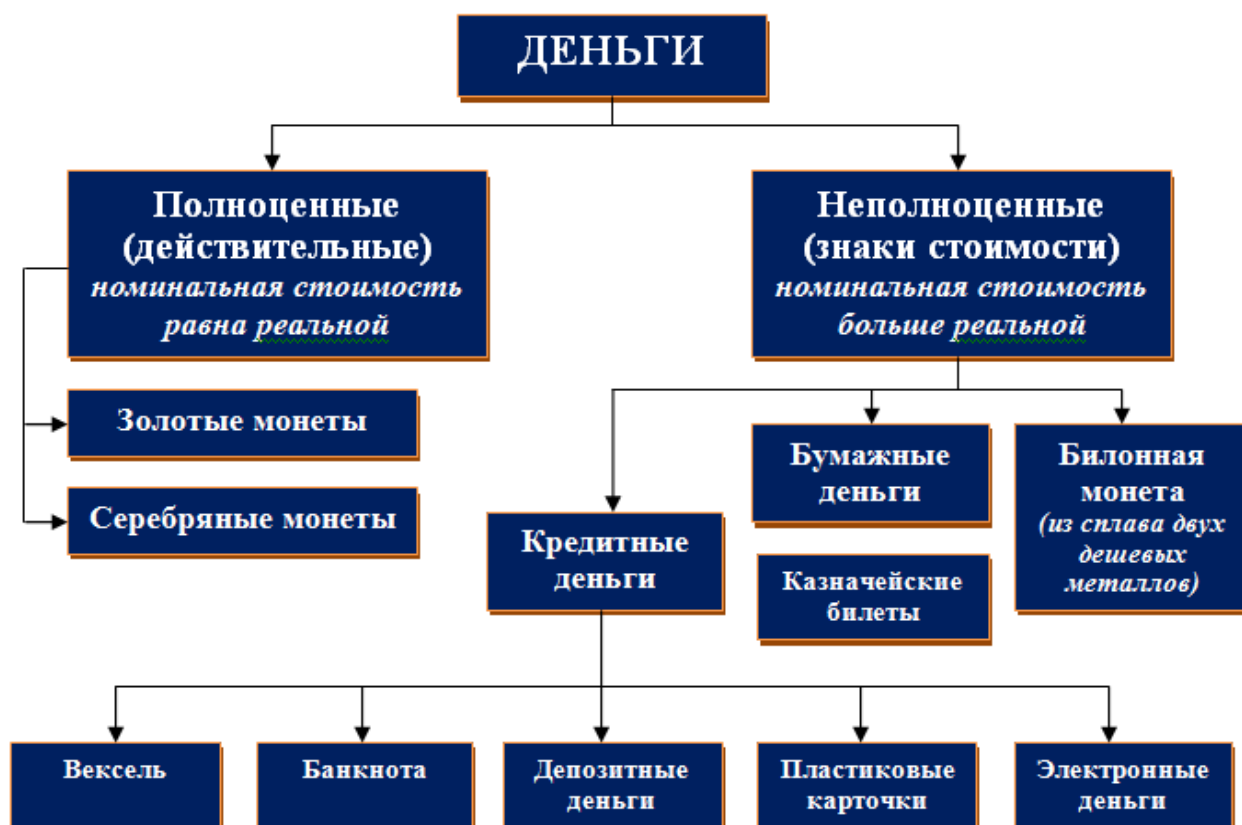 ДЕНЬГИ
Полноценные
(действительные)
номинальная стоимость
равна реальной
Неполноценные
(знаки стоимости)
номинальная стоимость
больше реальной
Золотые монеты
Серебряные монеты
Кредитные
деньги
Бумажные
деньги
Казначейские
билеты
Билонная
монета
(из сплава двух
дешевых
металлов)
Вексель
Банкнота
Депозитные
деньги
Пластиковые
карточки
Электронные
деньги